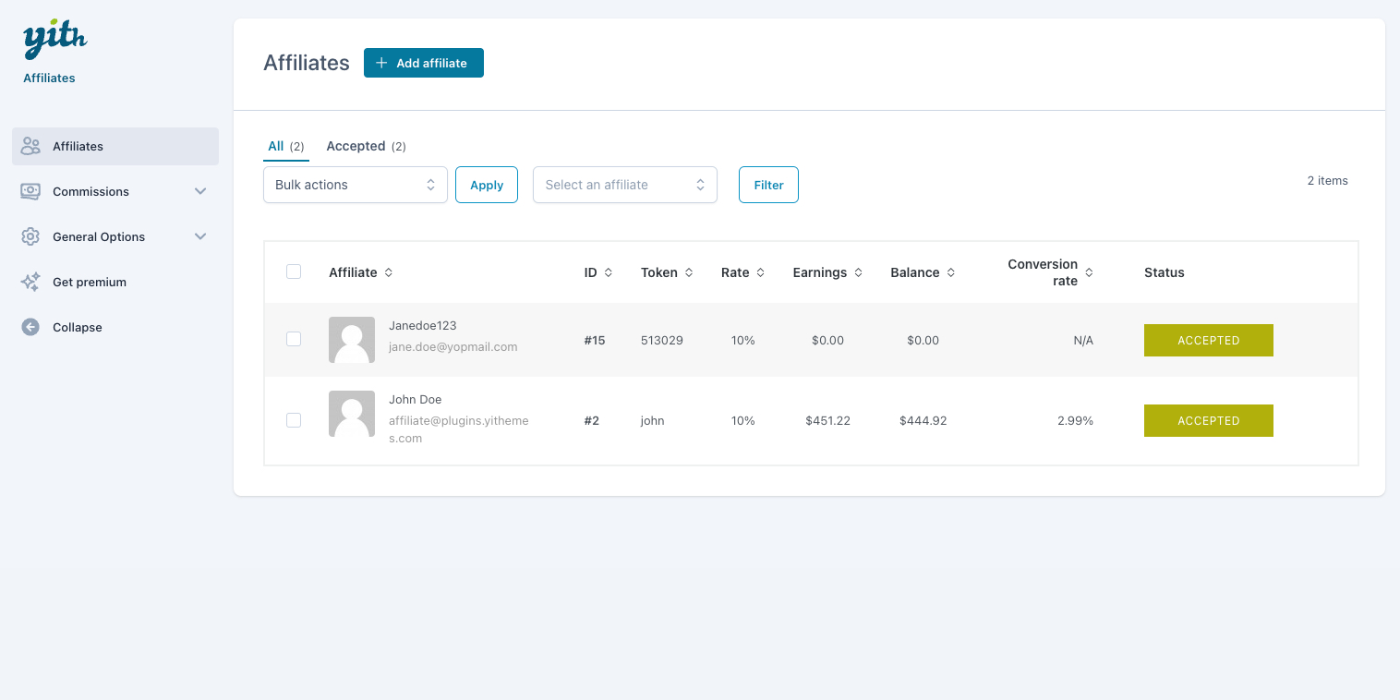 yith
Affiliates
Affiliates
Commissions
General Options
Get premium
Collapse
Affiliates
Add affiliate
All (2) Accepted (2)
Bulk actions Apply Select an affiliate Filter 2 items
Affiliate ID Token Rate Earnings Balance Conversion rate Status
Janedoe123
jane.doe@yopmail.com
#15 513029 10% $0.00 $0.00 N/A ACCEPTED
John Doe
affiliate@plugins.yitheme
s.com
#2 john 10% $451.22 $444.92 2.99% ACCEPTED